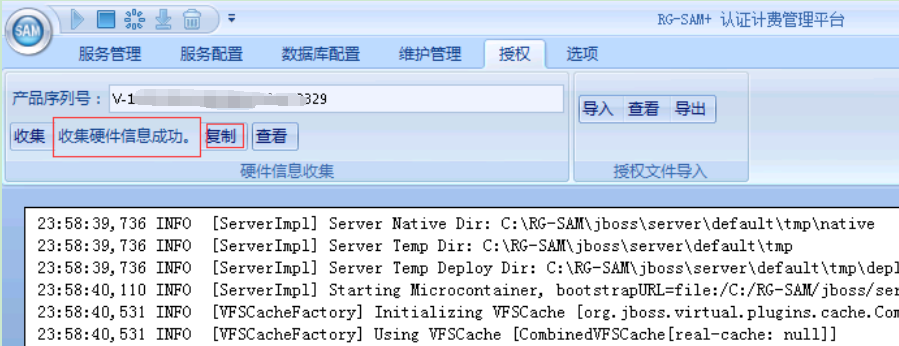 SAM
RG-SAM+ 认证计费管理平台
服务管理 服务配置 数据库配置 维护管理 授权 选项
产品序列号： V-1 3329
导入 查看 导出
收集 收集硬件信息成功。 复制 查看
硬件信息收集 授权文件导入
23:58:39,736 INFO [ServerImpl] Server Native Dir: C:\RG-SAM\jboss\server\default\tmp\native
23:58:39,736 INFO [ServerImpl] Server Temp Dir: C:\RG-SAM\jboss\server\default\tmp
23:58:39,736 INFO [ServerImpl] Server Temp Deploy Dir: C:\RG-SAM\jboss\server\default\tmp\depl
23:58:40,110 INFO [ServerImpl] Starting Microcontainer, bootstrapURL=file:/C:/RG-SAM/jboss/ser
23:58:40,531 INFO [VFSCacheFactory] Initializing VFSCache [org.jboss.virtual.plugins.cache.Com
23:58:40,531 INFO [VFSCacheFactory] Using VFSCache [CombinedVFSCache[real-cache: null]]